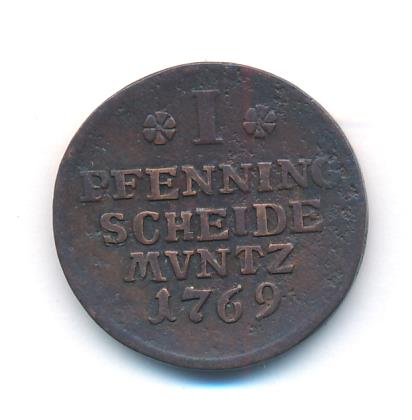 I
PFENNING
SCHEIDE
MVNTZ
1769